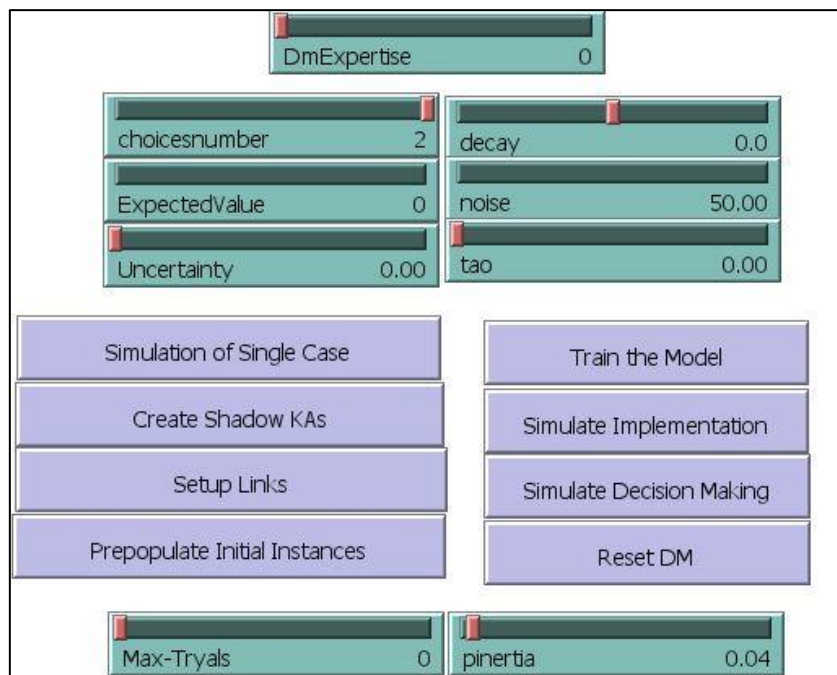 DmExpertise 0
choicesnumber 2
decay 0.0
ExpectedValue 0
noise 50.00
Uncertainty 0.00
tao 0.00
Simulation of Single Case
Train the Model
Create Shadow KAs
Simulate Implementation
Setup Links
Simulate Decision Making
Prepopulate Initial Instances
Reset DM
Max-Tryals 0
pinertia 0.04